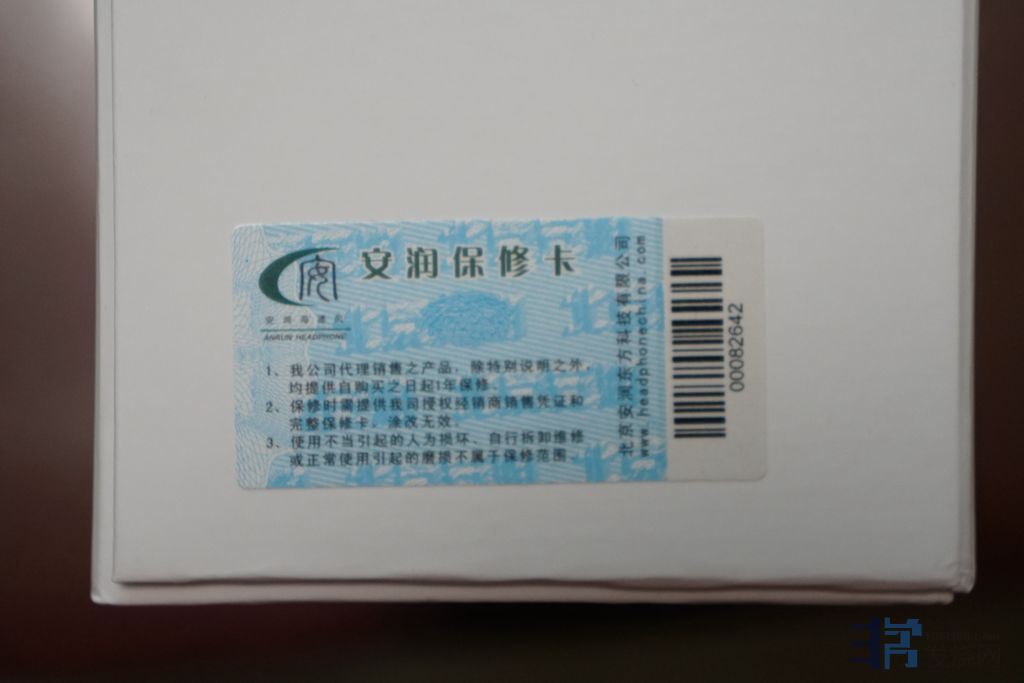 安润保修卡
安
安润每建良
ANRUN HEADPHONE
1、我公司代理销售之产品，除特别说明之外，
均提供自购买之日起1年保修。
2、保修时需提供我司授权经销商销售凭证和
完整保修卡，涂改无效。
3、使用不当引起的人为损坏、自行拆卸维修
或正常使用引起的磨损不属于保修范围。
北京安润东方科技有限公司
www.headphonechina.com
00082642